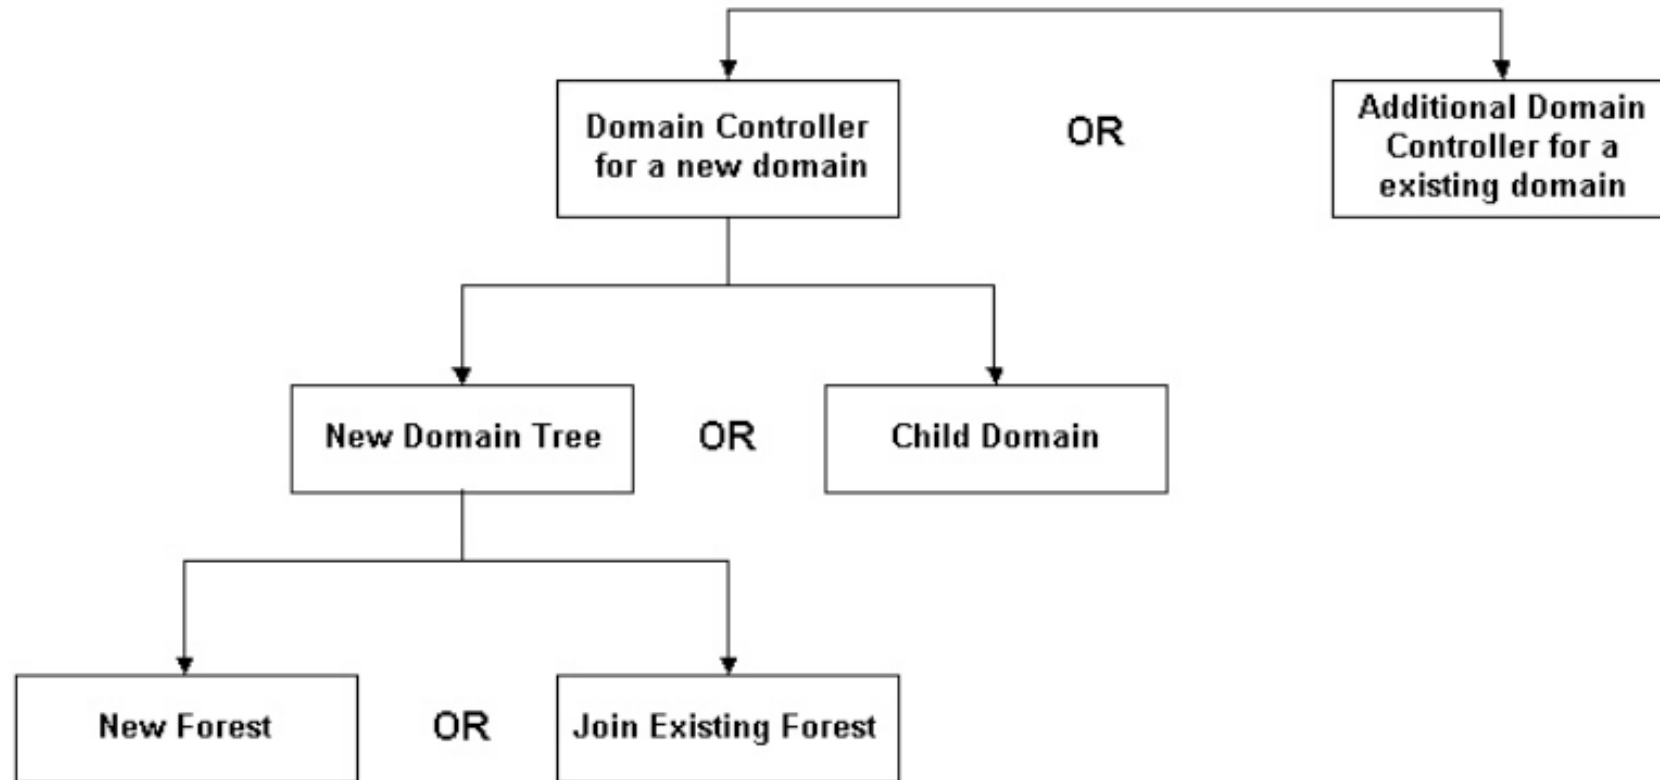 Domain Controller
for a new domain
OR
Additional Domain
Controller for a
existing domain
New Domain Tree
OR
Child Domain
New Forest
OR
Join Existing Forest